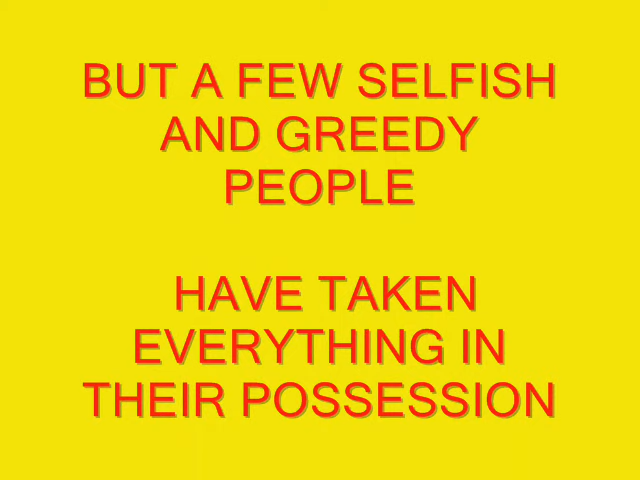 BUT A FEW SELFISH
AND GREEDY
PEOPLE
HAVE TAKEN
EVERYTHING IN
THEIR POSSESSION